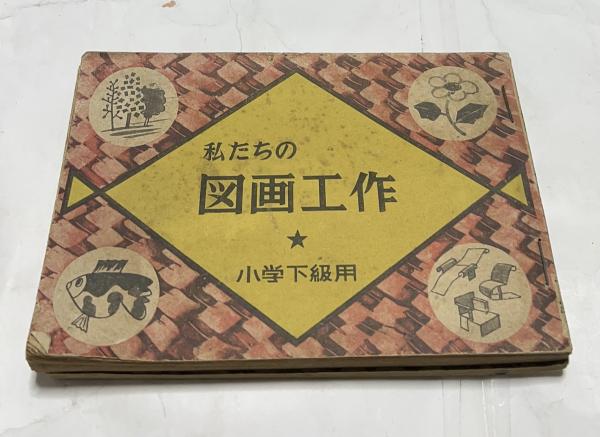 私たちの
図画工作
★
小学下級用